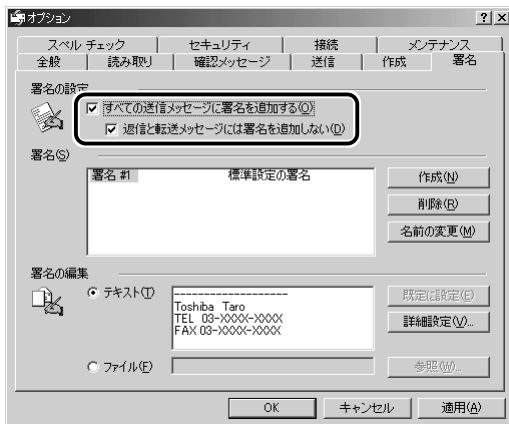 オプション
? ×
スペル チェック セキュリティ 接続 メンテナンス
全般 読み取り 確認メッセージ 送信 作成 署名
署名の設定
すべての送信メッセージに署名を追加する(O)
返信と転送メッセージには署名を追加しない(D)
署名(S)
署名 #1 標準設定の署名
作成(N)
削除(R)
名前の変更(M)
署名の編集
テキスト(T)
-------------------
Toshiba Taro
TEL 03-XXXX-XXXX
FAX 03-XXXX-XXXX
既定に設定(E)
詳細設定(V)...
ファイル(F)
参照(W)...
OK キャンセル 適用(A)